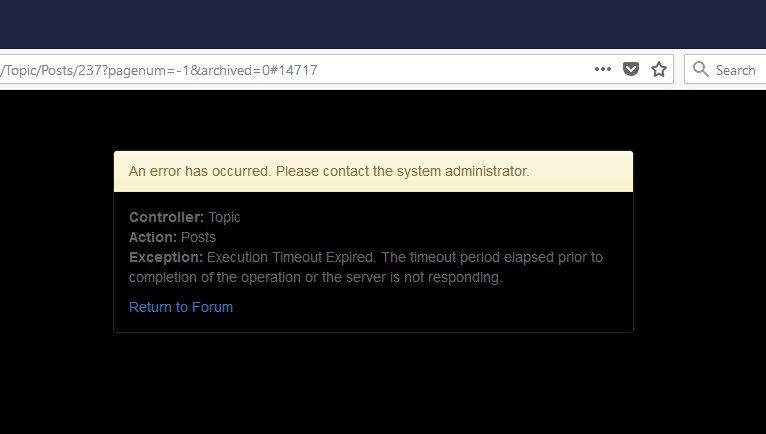 /Topic/Posts/237?pagenum=-1&archived=0#14717
Search
An error has occurred. Please contact the system administrator.
Controller: Topic
Action: Posts
Exception: Execution Timeout Expired. The timeout period elapsed prior to
completion of the operation or the server is not responding.
Return to Forum